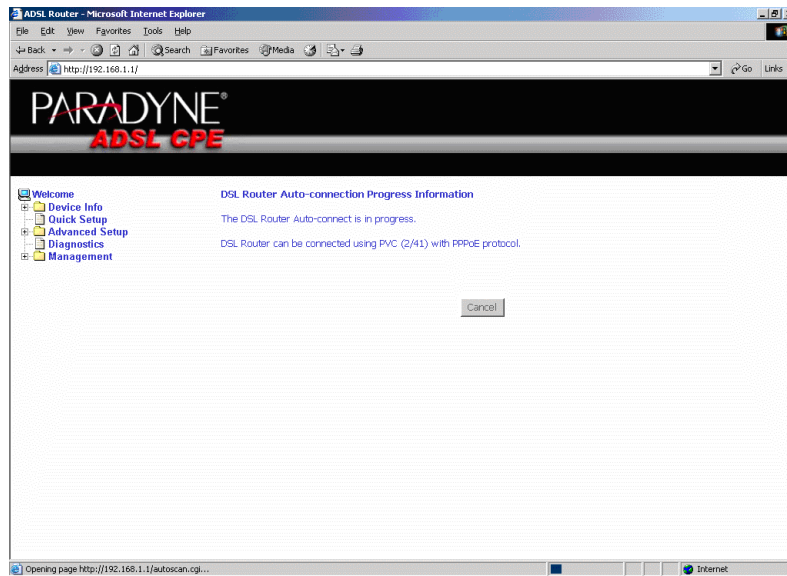 ADSL Router - Microsoft Internet Explorer
File Edit View Favorites Tools Help
Back Search Favorites Media
Address http://192.168.1.1/ Go Links
PARADYNE®
ADSL CPE
Welcome
Device Info
Quick Setup
Advanced Setup
Diagnostics
Management
DSL Router Auto-connection Progress Information
The DSL Router Auto-connect is in progress.
DSL Router can be connected using PVC (2/41) with PPPoE protocol.
Cancel
Opening page http://192.168.1.1/autoscan.cgi... Internet